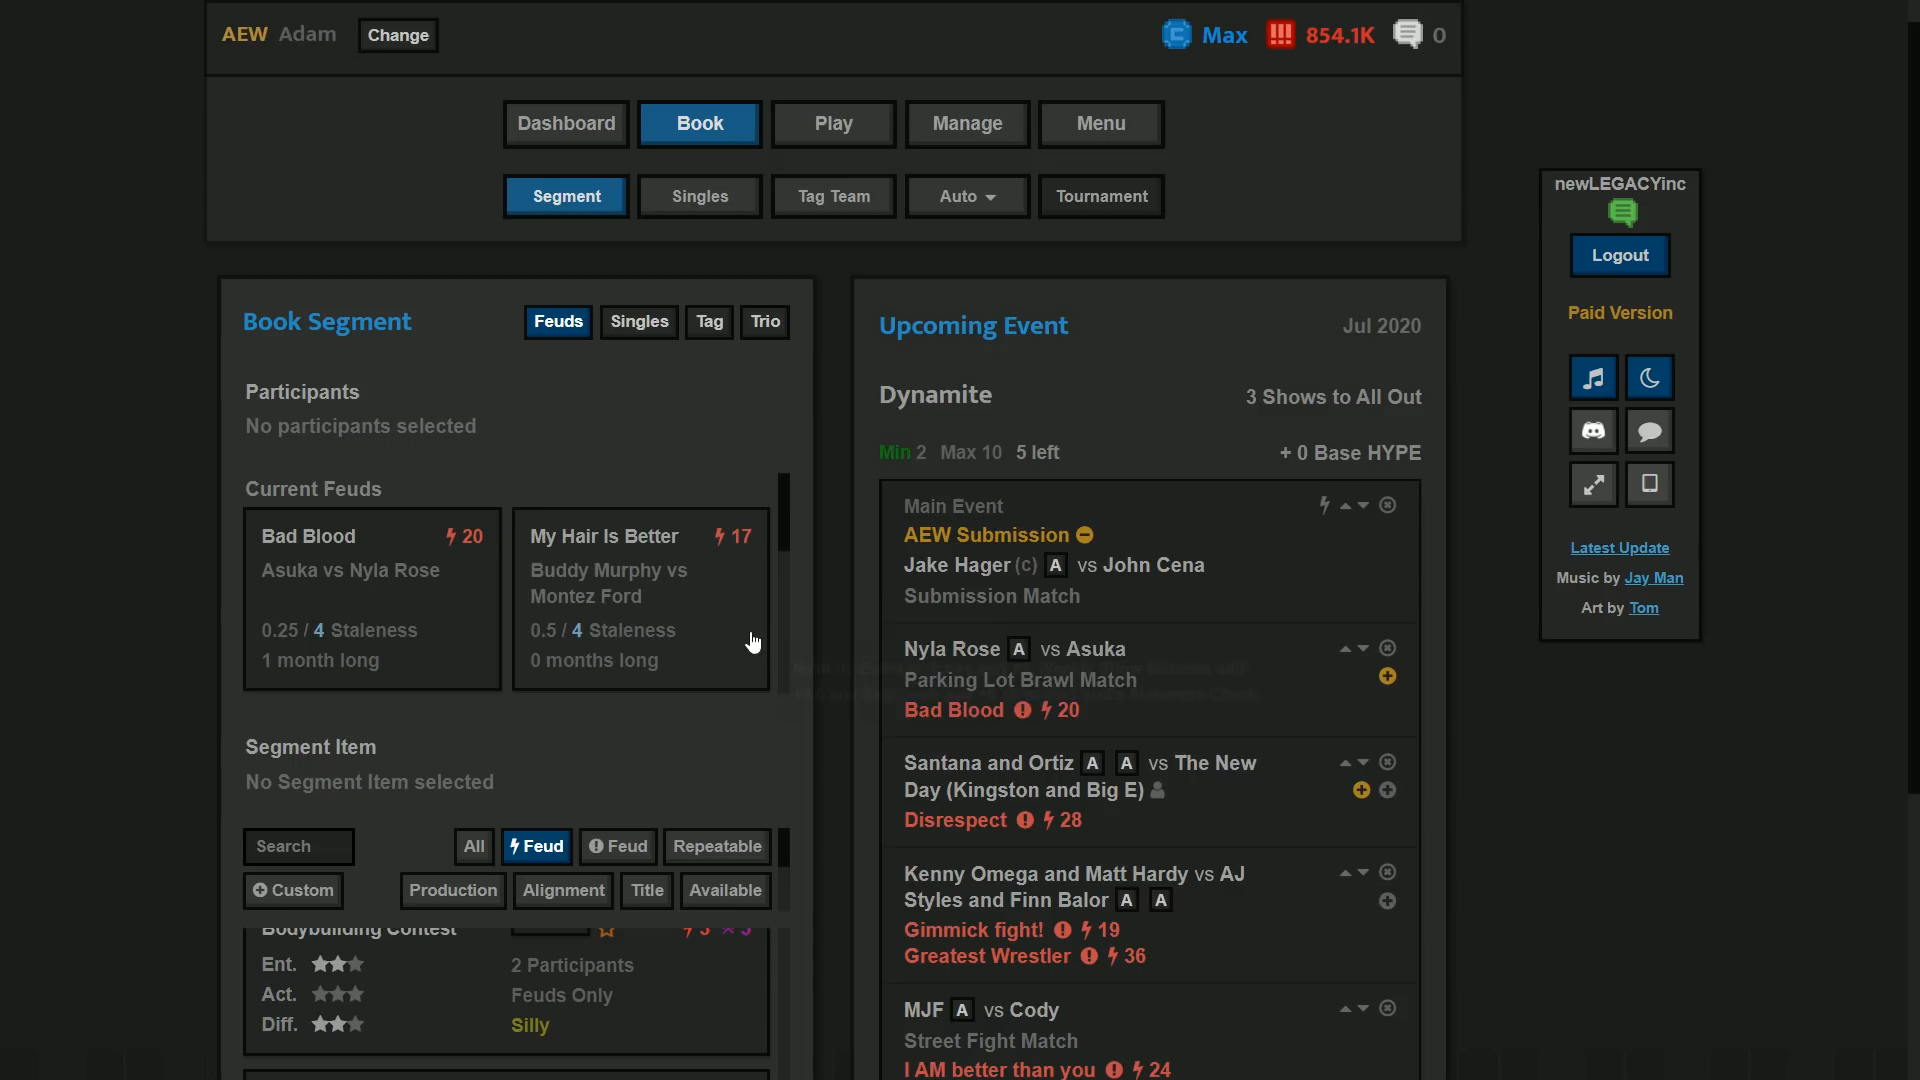 AEW Adam Change Max 854.1K 0
Dashboard Book Play Manage Menu
Segment Singles Tag Team Auto Tournament
newLEGACYinc
Logout
Paid Version
Latest Update
Music by Jay Man
Art by Tom
Book Segment Feuds Singles Tag Trio
Participants
No participants selected
Current Feuds
Bad Blood 20
Asuka vs Nyla Rose
0.25 / 4 Staleness
1 month long
My Hair Is Better 17
Buddy Murphy vs
Montez Ford
0.5 / 4 Staleness
0 months long
Segment Item
No Segment Item selected
Search All Feud Feud Repeatable
Custom Production Alignment Title Available
Bodybuilding Contest
Ent. 2 Participants
Act. Feuds Only
Diff. Silly
Upcoming Event Jul 2020
Dynamite 3 Shows to All Out
Min 2 Max 10 5 left + 0 Base HYPE
Main Event
AEW Submission
Jake Hager (c) A vs John Cena
Submission Match
Nyla Rose A vs Asuka
Parking Lot Brawl Match
Bad Blood 20
Santana and Ortiz A A vs The New
Day (Kingston and Big E)
Disrespect 28
Kenny Omega and Matt Hardy vs AJ
Styles and Finn Balor A A
Gimmick fight! 19
Greatest Wrestler 36
MJF A vs Cody
Street Fight Match
I AM better than you 24